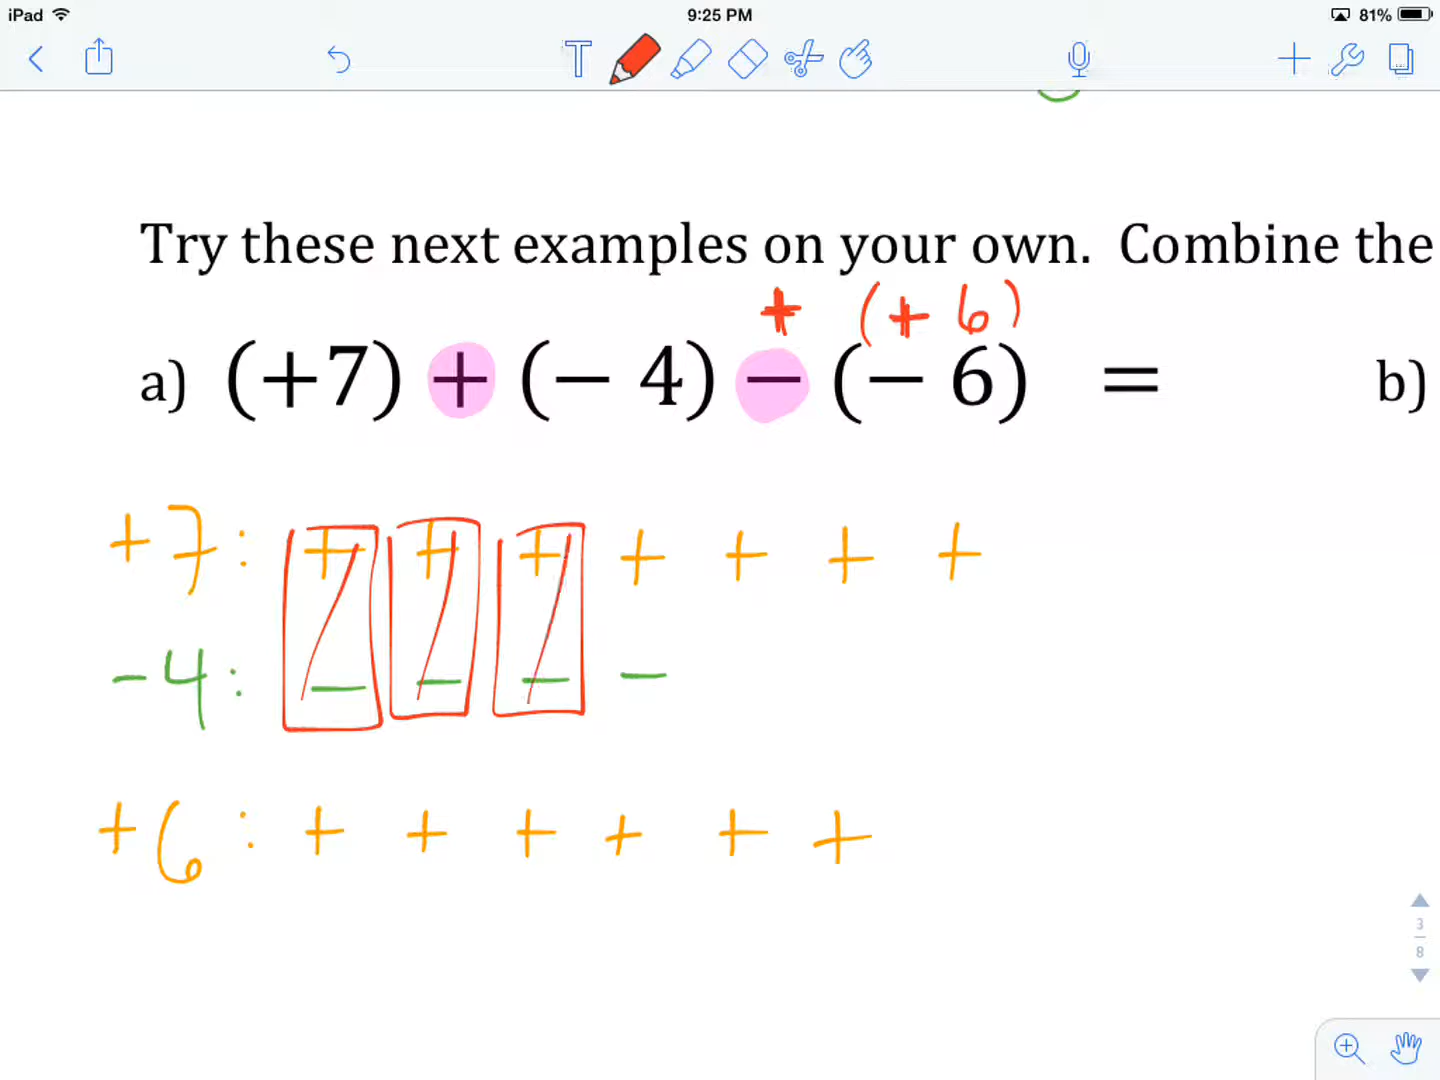 iPad 9:25 PM 81%
T
Try these next examples on your own. Combine the
+ (+ 6)
a) (+7) + (− 4) − (− 6) = b)
+7: + + + + + + +
-4: - - - -
+6: + + + + + +
3
8